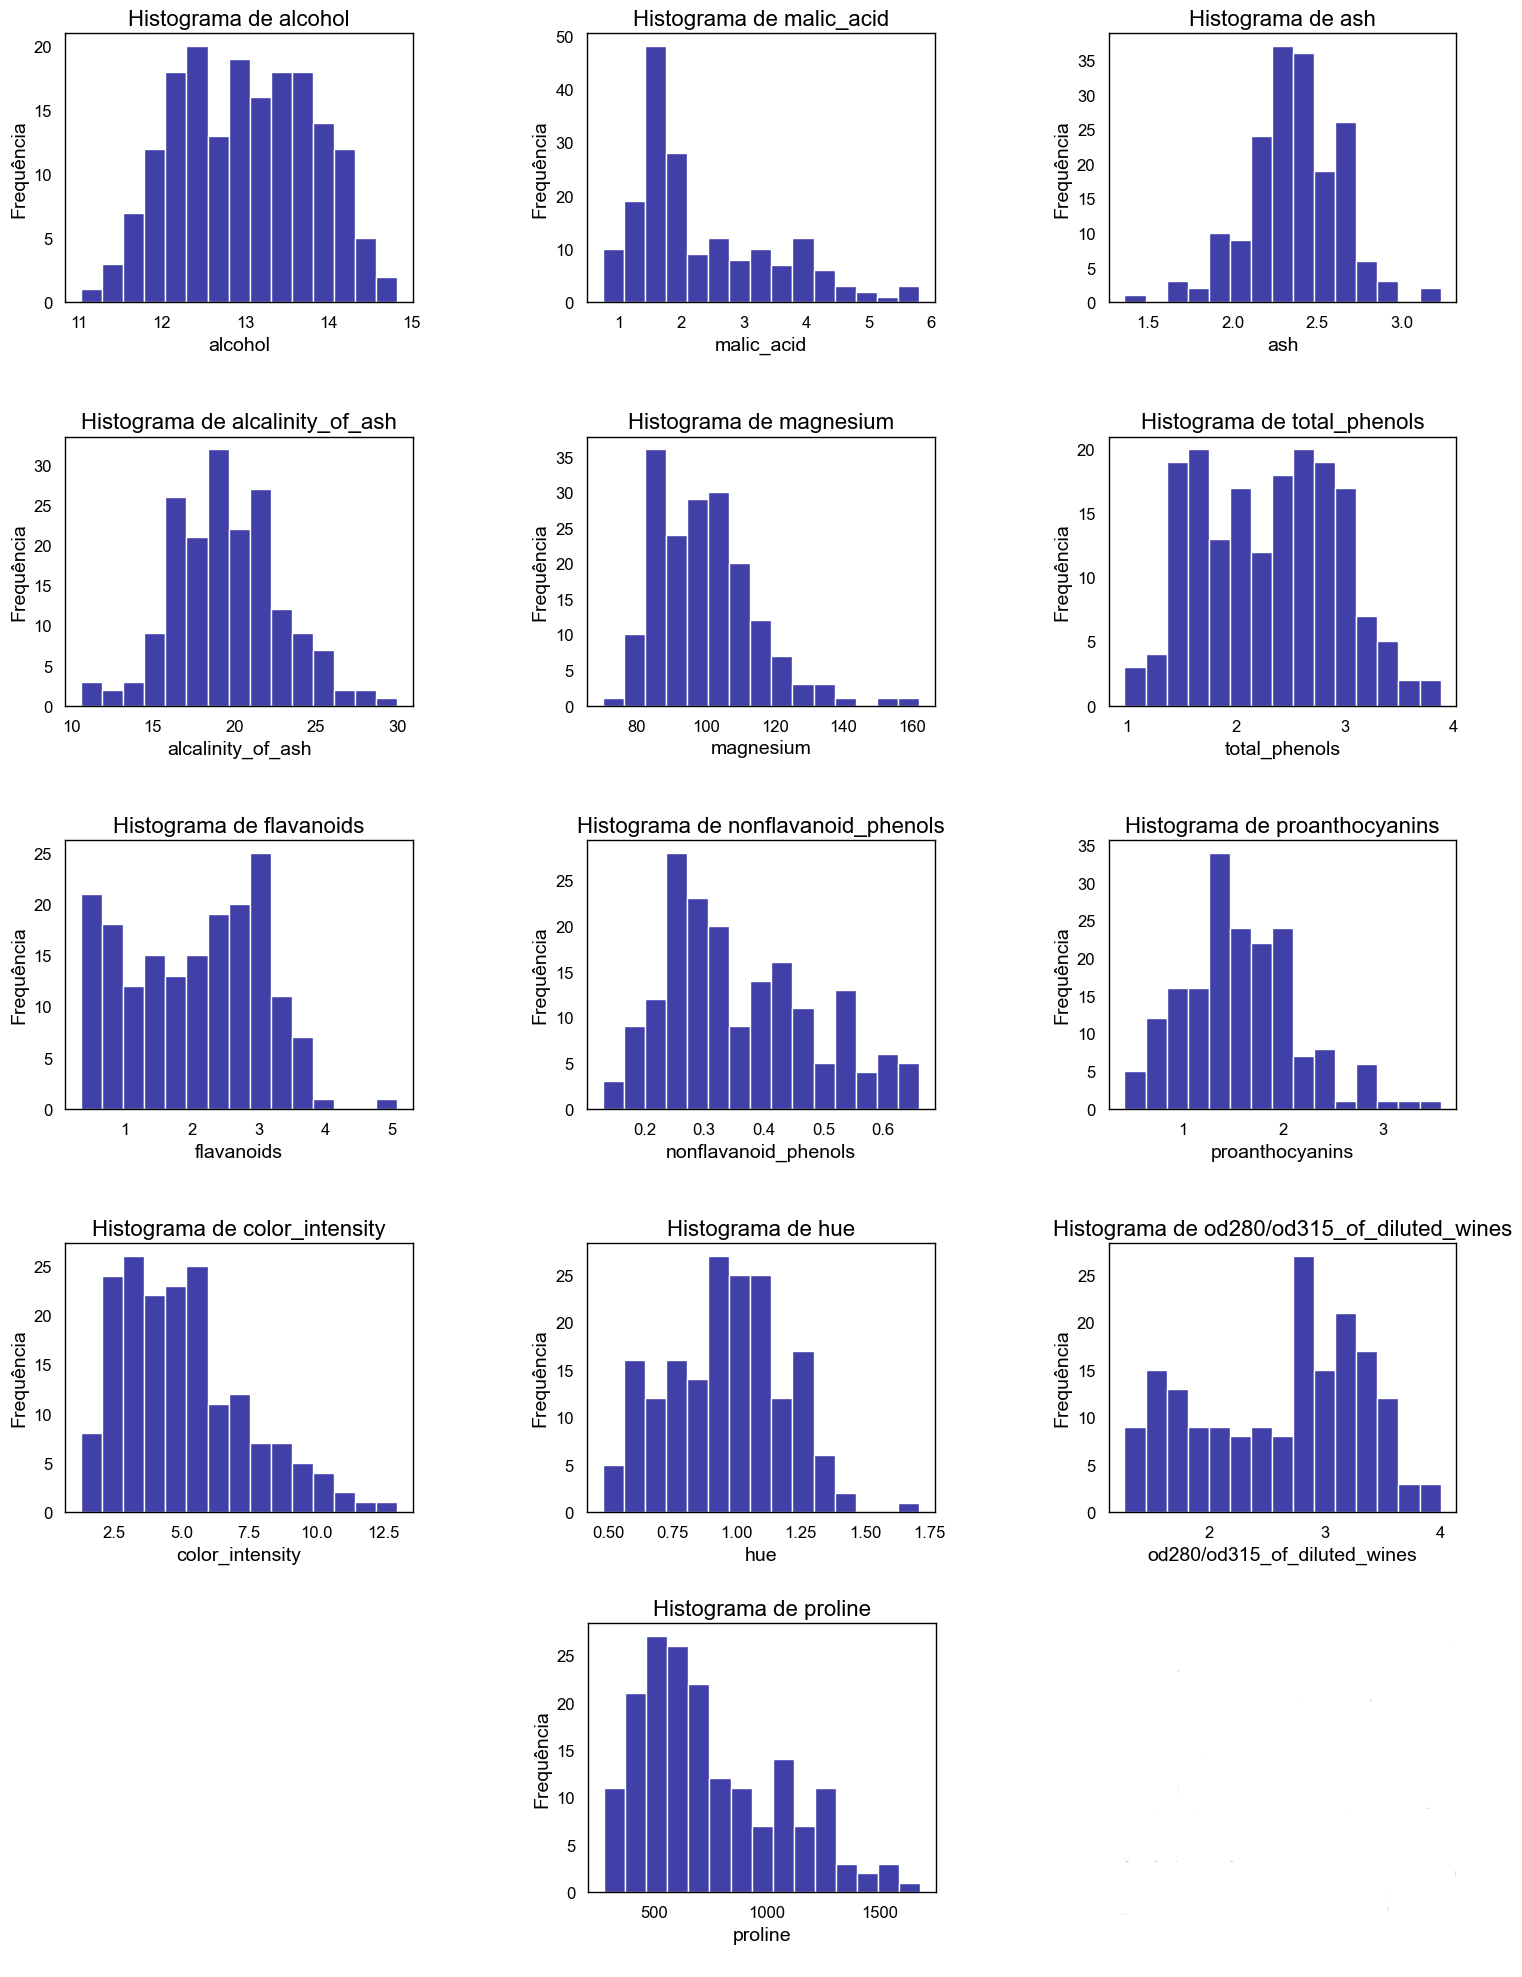 Histograma de alcohol
20
15
10
5
0
Frequência
11 12 13 14 15
alcohol
Histograma de malic_acid
50
40
30
20
10
0
Frequência
1 2 3 4 5 6
malic_acid
Histograma de ash
35
30
25
20
15
10
5
0
Frequência
1.5 2.0 2.5 3.0
ash
Histograma de alcalinity_of_ash
30
25
20
15
10
5
0
Frequência
10 15 20 25 30
alcalinity_of_ash
Histograma de magnesium
35
30
25
20
15
10
5
0
Frequência
80 100 120 140 160
magnesium
Histograma de total_phenols
20
15
10
5
0
Frequência
1 2 3 4
total_phenols
Histograma de flavanoids
25
20
15
10
5
0
Frequência
1 2 3 4 5
flavanoids
Histograma de nonflavanoid_phenols
25
20
15
10
5
0
Frequência
0.2 0.3 0.4 0.5 0.6
nonflavanoid_phenols
Histograma de proanthocyanins
35
30
25
20
15
10
5
0
Frequência
1 2 3
proanthocyanins
Histograma de color_intensity
25
20
15
10
5
0
Frequência
2.5 5.0 7.5 10.0 12.5
color_intensity
Histograma de hue
25
20
15
10
5
0
Frequência
0.50 0.75 1.00 1.25 1.50 1.75
hue
Histograma de od280/od315_of_diluted_wines
25
20
15
10
5
0
Frequência
2 3 4
od280/od315_of_diluted_wines
Histograma de proline
25
20
15
10
5
0
Frequência
500 1000 1500
proline